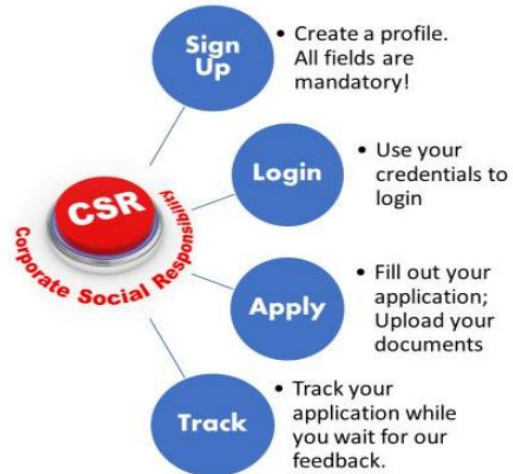 Sign
Up
• Create a profile.
All fields are
mandatory!
Login
• Use your
credentials to
login
CSR
Corporate Social Responsibility
Apply
• Fill out your
application;
Upload your
documents
Track
• Track your
application while
you wait for our
feedback.